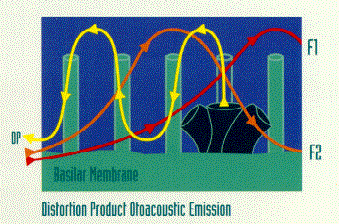 F1
DP
F2
Basilar Membrane
Distortion Product Otoacoustic Emission